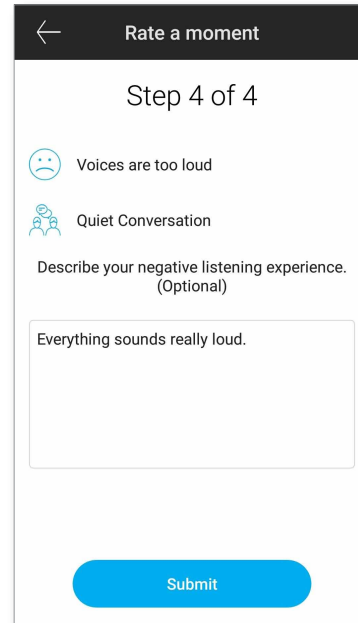 Rate a moment
Step 4 of 4
Voices are too loud
Quiet Conversation
Describe your negative listening experience.
(Optional)
Everything sounds really loud.
Submit